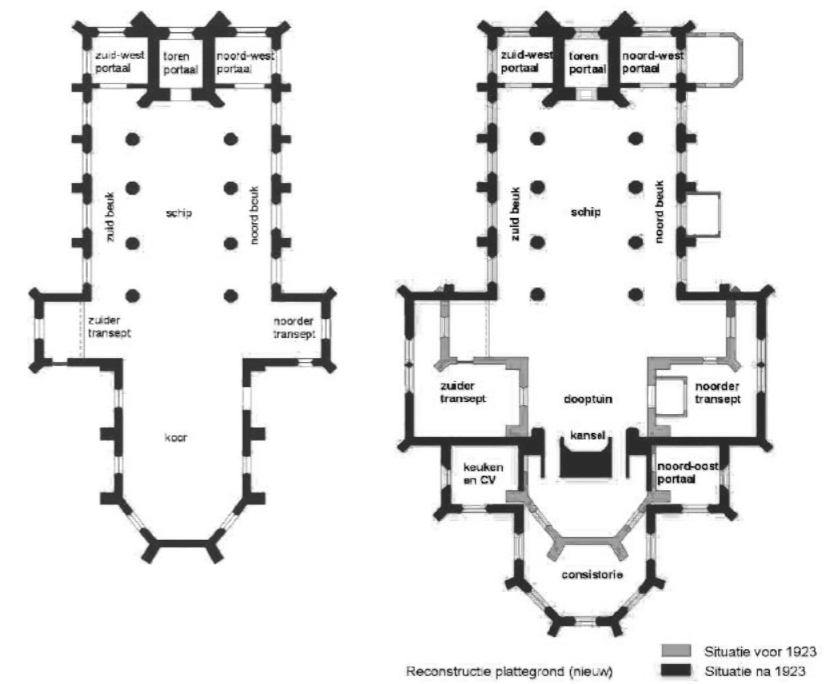 zuid-west
portaal
toren
portaal
noord-west
portaal
zuid beuk
schip
noord beuk
zuider
transept
noorder
transept
koor
zuid-west
portaal
toren
portaal
noord-west
portaal
zuid beuk
schip
noord beuk
zuider
transept
dooptuin
noorder
transept
kansel
keuken
en CV
noord-oost
portaal
consistorie
Situatie voor 1923
Reconstructie plattegrond (nieuw)
Situatie na 1923